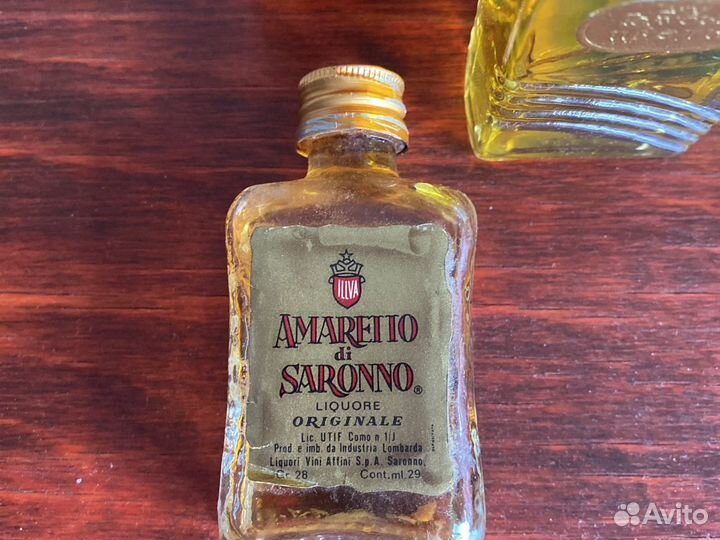 ILLVA
AMARETTO
di
SARONNO®
LIQUORE
ORIGINALE
Lic. UTIF Como n 1/J
Prod. e imb. da Industria Lombarda
Liquori Vini Affini S.p.A. Saronno.
Gr 28 Cont.ml.29
Avito